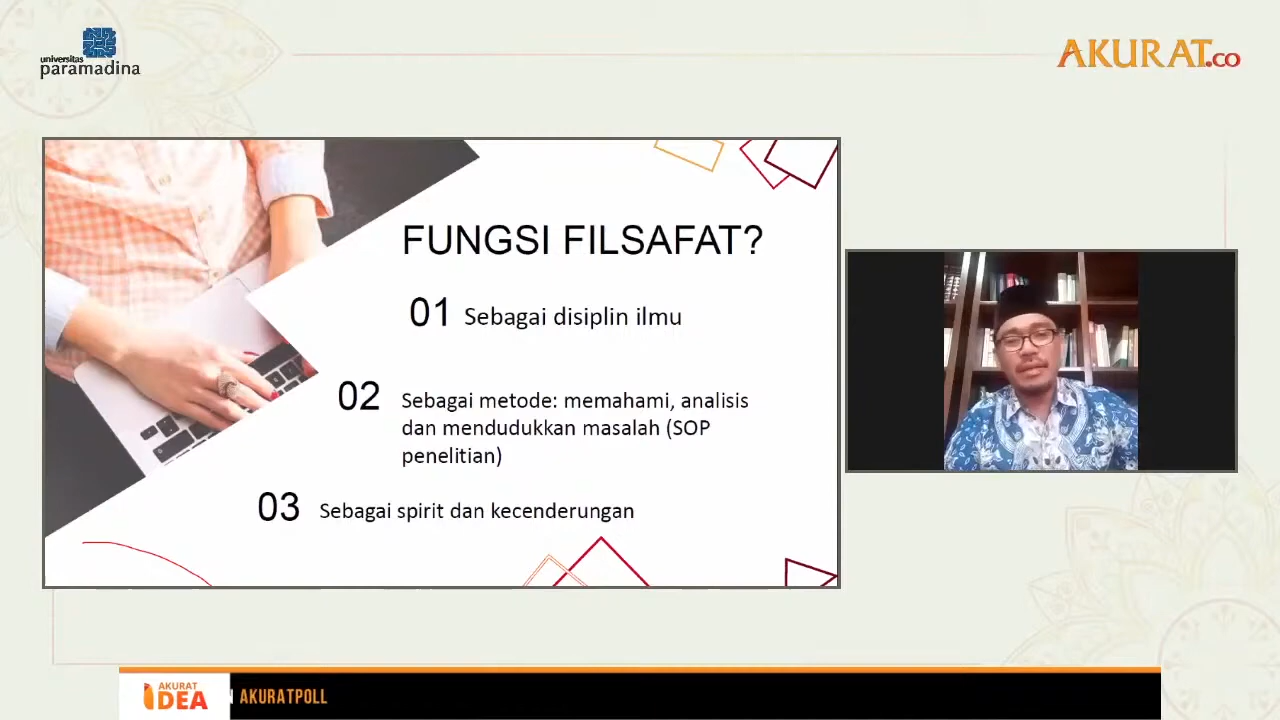 universitas
paramadina
AKURAT.co
FUNGSI FILSAFAT?
01 Sebagai disiplin ilmu
02 Sebagai metode: memahami, analisis
dan mendudukkan masalah (SOP
penelitian)
03 Sebagai spirit dan kecenderungan
AKURAT
IDEA
N AKURATPOLL